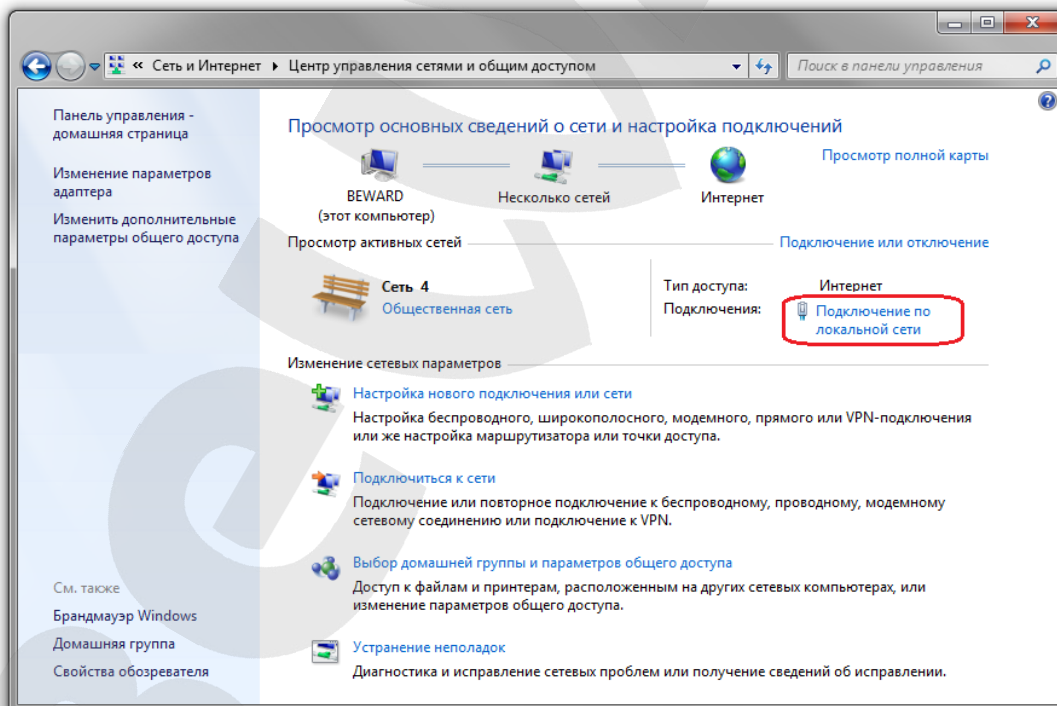 « Сеть и Интернет ▸ Центр управления сетями и общим доступом
Поиск в панели управления
Панель управления -
домашняя страница
Изменение параметров
адаптера
Изменить дополнительные
параметры общего доступа
Просмотр основных сведений о сети и настройка подключений
Просмотр полной карты
BEWARD
(этот компьютер)
Несколько сетей
Интернет
Просмотр активных сетей
Подключение или отключение
Сеть 4
Общественная сеть
Тип доступа: Интернет
Подключения: Подключение по
локальной сети
Изменение сетевых параметров
Настройка нового подключения или сети
Настройка беспроводного, широкополосного, модемного, прямого или VPN-подключения
или же настройка маршрутизатора или точки доступа.
Подключиться к сети
Подключение или повторное подключение к беспроводному, проводному, модемному
сетевому соединению или подключение к VPN.
Выбор домашней группы и параметров общего доступа
Доступ к файлам и принтерам, расположенным на других сетевых компьютерах, или
изменение параметров общего доступа.
Устранение неполадок
Диагностика и исправление сетевых проблем или получение сведений об исправлении.
См. также
Брандмауэр Windows
Домашняя группа
Свойства обозревателя